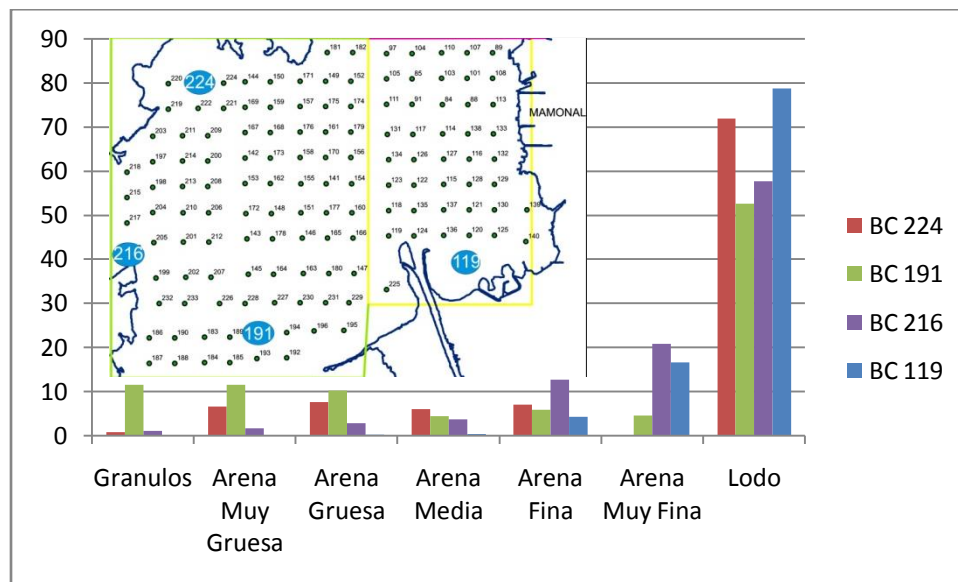 90
80
70
60
50
40
30
20
10
0
181 182 97 104 110 107 89
220 224 224 144 150 171 149 152 105 85 103 101 108
219 222 221 169 159 157 175 174 111 91 84 88 113
MAMONAL
203 211 209 167 168 176 161 179 131 117 114 138 133
218 197 214 200 142 173 158 170 156 134 126 127 116 132
215 198 213 208 153 162 155 141 154 123 122 115 128 129
217 204 210 206 172 148 151 177 160 118 135 137 121 130 139
216 205 201 212 143 178 146 165 166 119 124 136 120 125 140
199 202 207 145 164 163 180 147 119
232 233 226 228 227 230 231 229 225
186 190 183 189 191 194 196 195
187 188 184 185 193 192
BC 224
BC 191
BC 216
BC 119
Granulos
Arena
Muy
Gruesa
Arena
Gruesa
Arena
Media
Arena
Fina
Arena
Muy Fina
Lodo